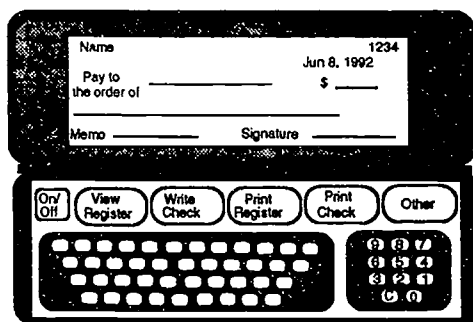 Name 1234
Jun 8, 1992
Pay to
the order of $
Memo Signature
On/
Off
View
Register
Write
Check
Print
Register
Print
Check
Other
9 8 7
6 5 4
3 2 1
C 0